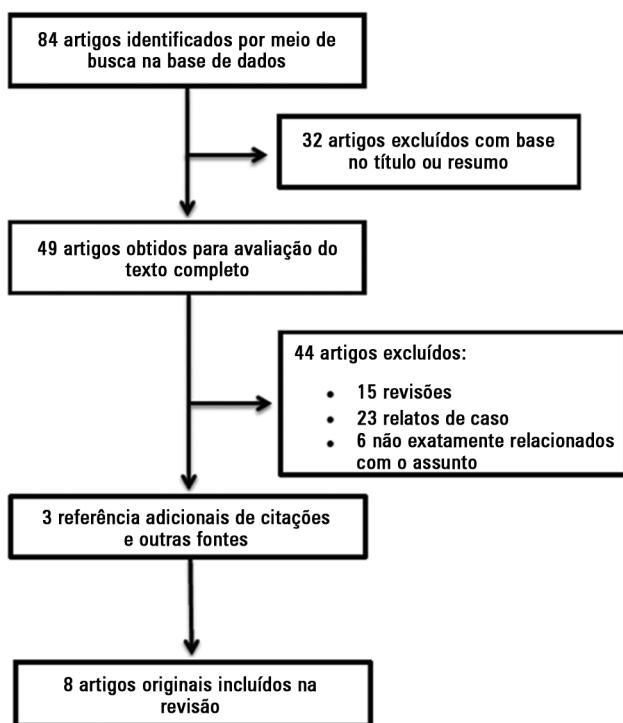 84 artigos identificados por meio de
busca na base de dados
32 artigos excluídos com base
no título ou resumo
49 artigos obtidos para avaliação do
texto completo
44 artigos excluídos:
• 15 revisões
• 23 relatos de caso
• 6 não exatamente relacionados
com o assunto
3 referência adicionais de citações
e outras fontes
8 artigos originais incluídos na
revisão